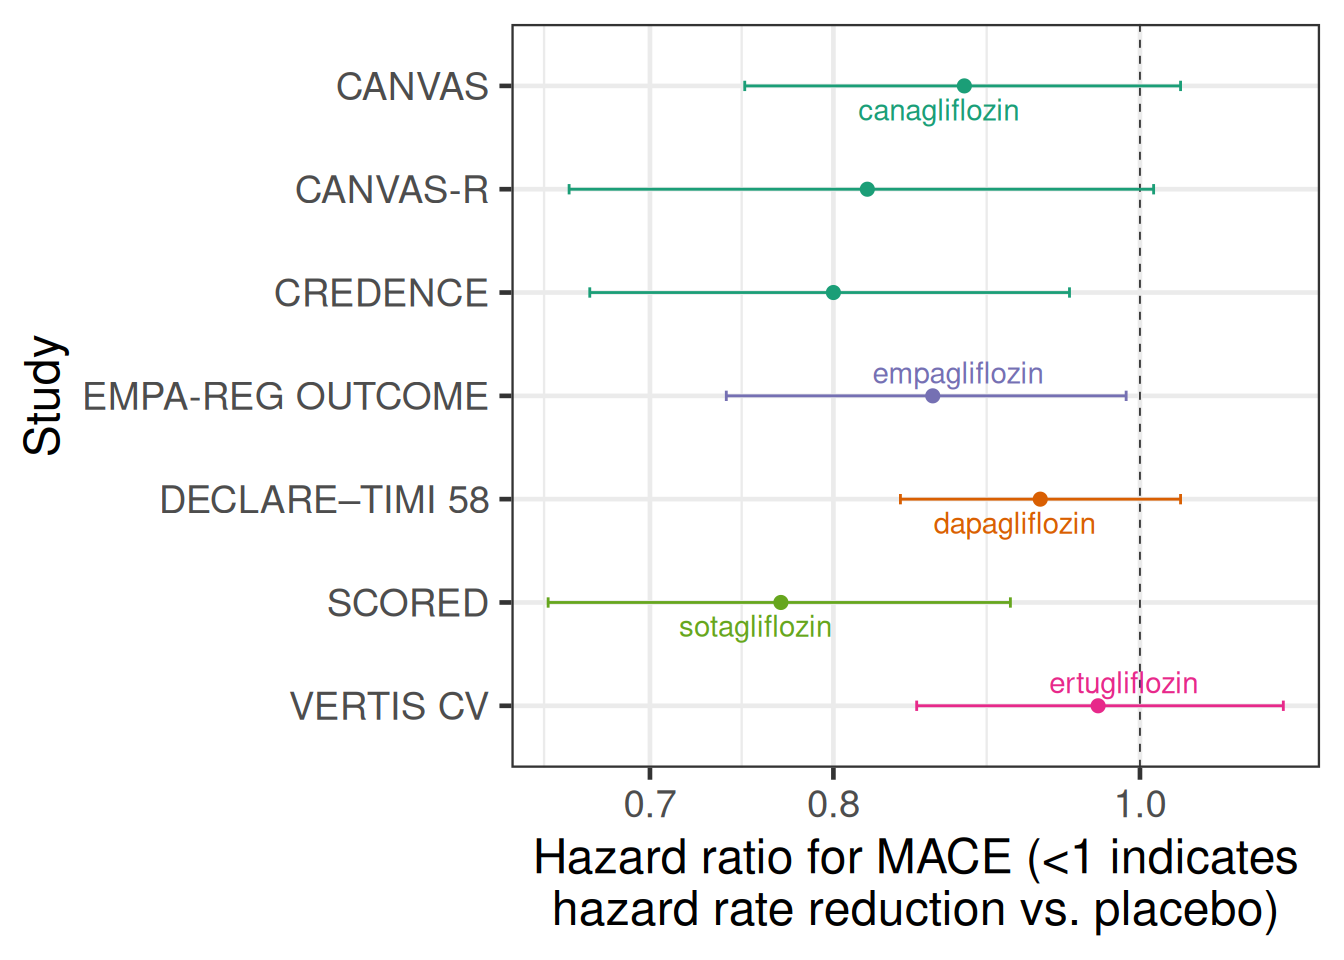 CANVAS
canagliflozin
CANVAS-R
CREDENCE
empagliflozin
EMPA-REG OUTCOME
DECLARE–TIMI 58
dapagliflozin
SCORED
sotagliflozin
ertugliflozin
VERTIS CV
Study
0.7 0.8 1.0
Hazard ratio for MACE (<1 indicates
hazard rate reduction vs. placebo)